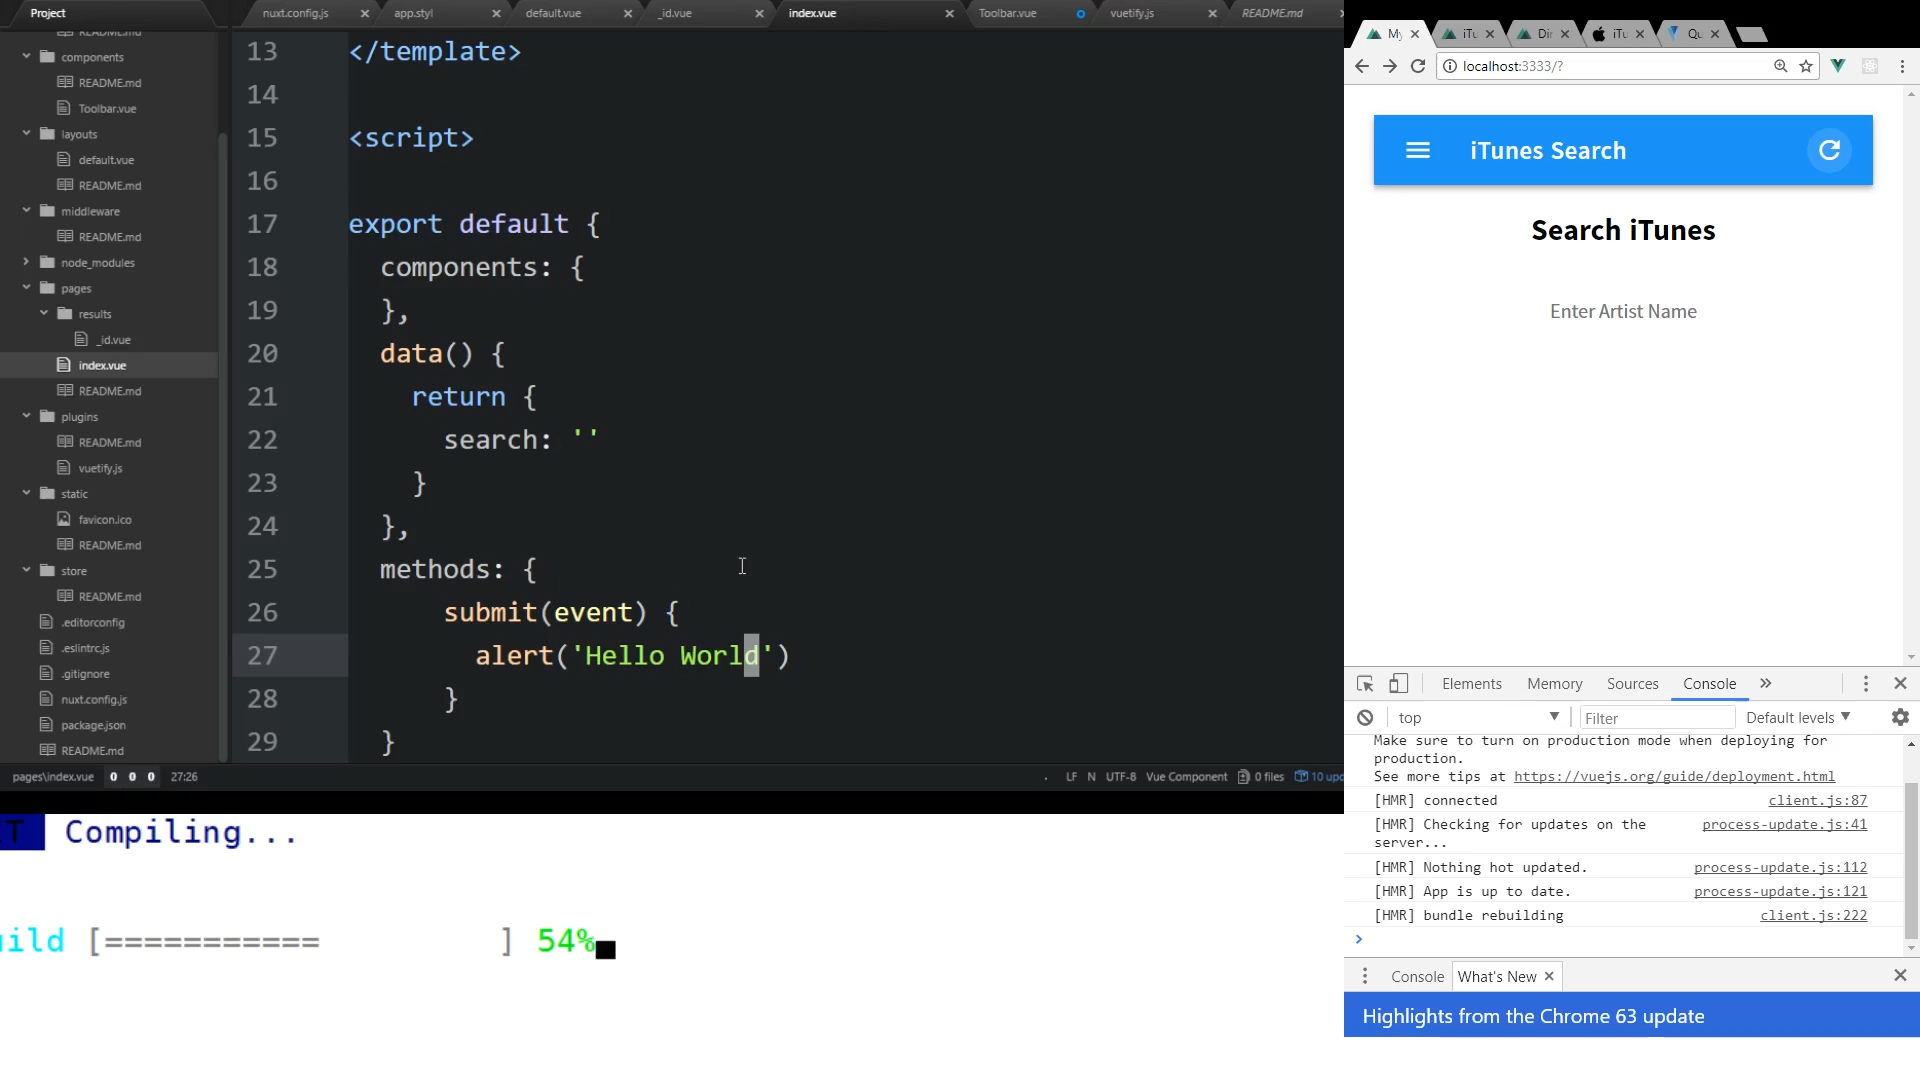 Project
README.md
components
README.md
Toolbar.vue
layouts
default.vue
README.md
middleware
README.md
node_modules
pages
results
_id.vue
index.vue
README.md
plugins
README.md
vuetify.js
static
favicon.ico
README.md
store
README.md
.editorconfig
.eslintrc.js
.gitignore
nuxt.config.js
package.json
README.md
nuxt.config.js
app.styl
default.vue
_id.vue
index.vue
Toolbar.vue
vuetify.js
README.md
13 </template>
14
15 <script>
16
17 export default {
18 components: {
19 },
20 data() {
21 return {
22 search: ''
23 }
24 },
25 methods: {
26 submit(event) {
27 alert('Hello World')
28 }
29 }
pages\index.vue 0 0 0 27:26
. LF N UTF-8 Vue Component 0 files 10 upd
T Compiling...
uild [=========== ] 54%
My
iTu
Dir
iTu
Qu
localhost:3333/?
iTunes Search
Search iTunes
Enter Artist Name
Elements Memory Sources Console
top Filter Default levels
Make sure to turn on production mode when deploying for
production.
See more tips at https://vuejs.org/guide/deployment.html
[HMR] connected client.js:87
[HMR] Checking for updates on the process-update.js:41
server...
[HMR] Nothing hot updated. process-update.js:112
[HMR] App is up to date. process-update.js:121
[HMR] bundle rebuilding client.js:222
Console What's New
Highlights from the Chrome 63 update